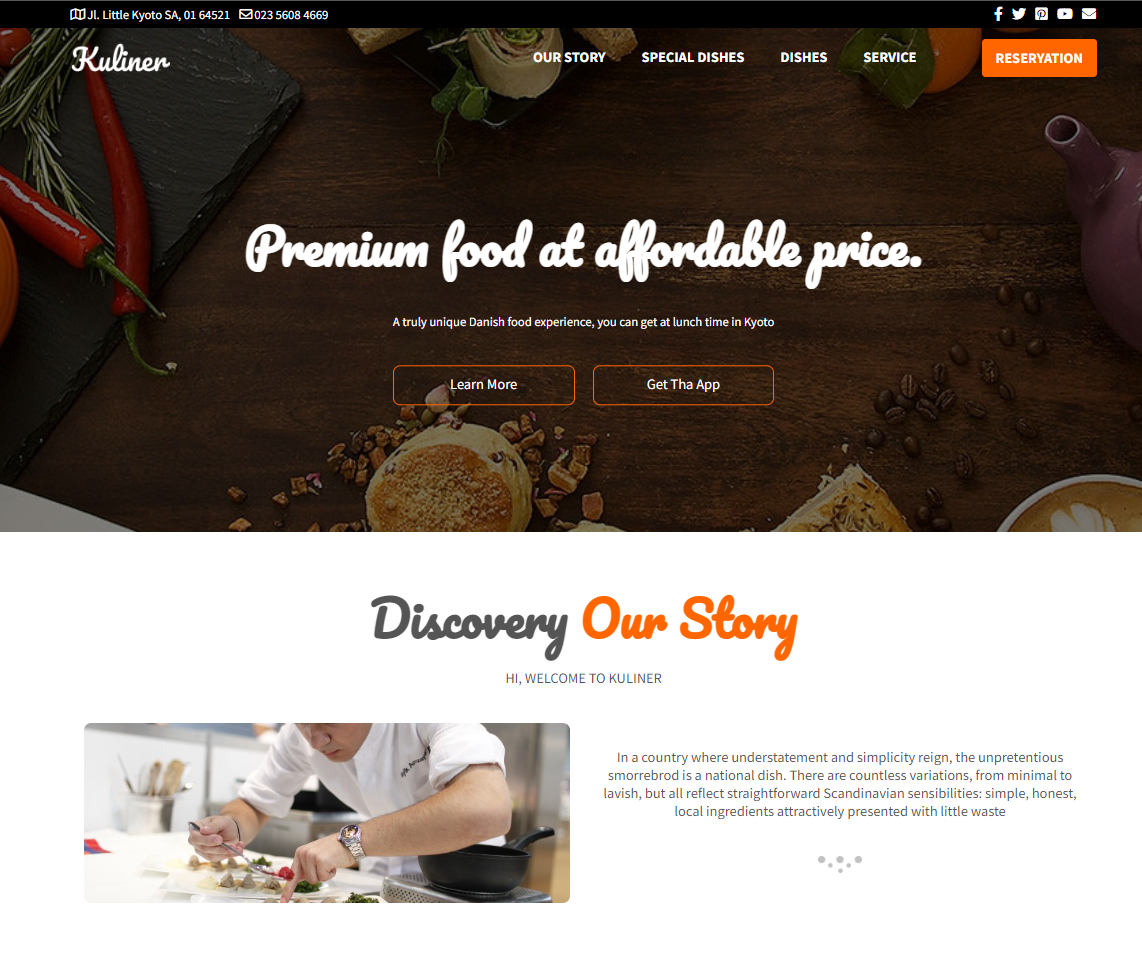 Jl. Little Kyoto SA, 01 64521 023 5608 4669
Kuliner OUR STORY SPECIAL DISHES DISHES SERVICE RESERVATION
Premium food at affordable price.
A truly unique Danish food experience, you can get at lunch time in Kyoto
Learn More Get Tha App
Discovery Our Story
HI, WELCOME TO KULINER
In a country where understatement and simplicity reign, the unpretentious
smorrebrod is a national dish. There are countless variations, from minimal to
lavish, but all reflect straightforward Scandinavian sensibilities: simple, honest,
local ingredients attractively presented with little waste